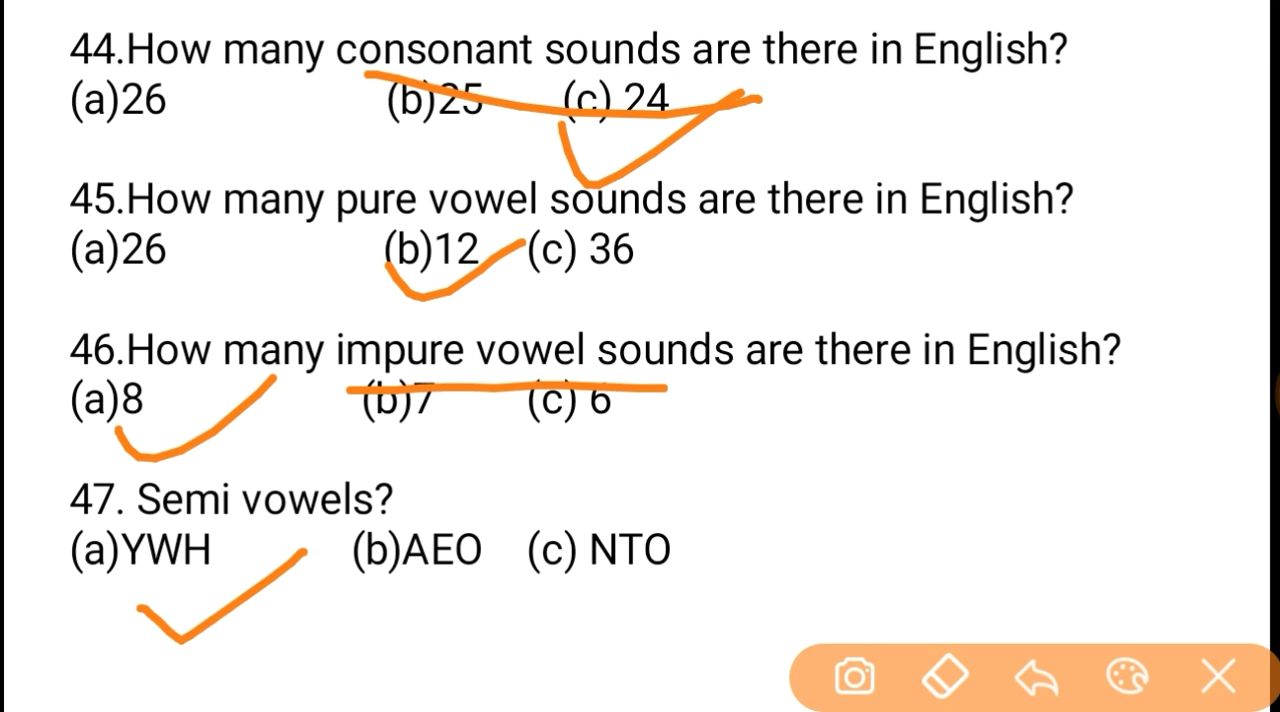 44.How many consonant sounds are there in English?
(a)26 (b)25 (c) 24
45.How many pure vowel sounds are there in English?
(a)26 (b)12 (c) 36
46.How many impure vowel sounds are there in English?
(a)8 (b)7 (c) 6
47. Semi vowels?
(a)YWH (b)AEO (c) NTO